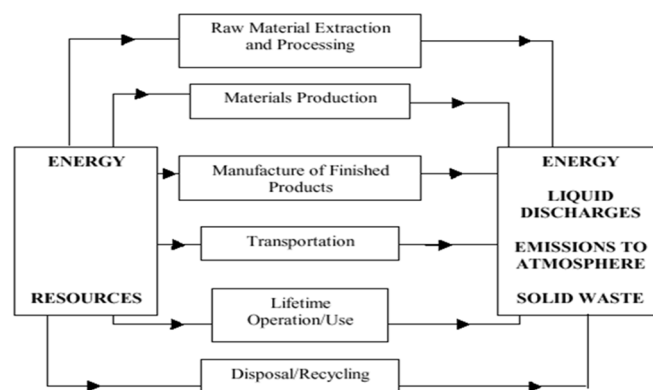 Raw Material Extraction
and Processing
Materials Production
ENERGY
RESOURCES
Manufacture of Finished
Products
Transportation
Lifetime
Operation/Use
Disposal/Recycling
ENERGY
LIQUID
DISCHARGES
EMISSIONS TO
ATMOSPHERE
SOLID WASTE